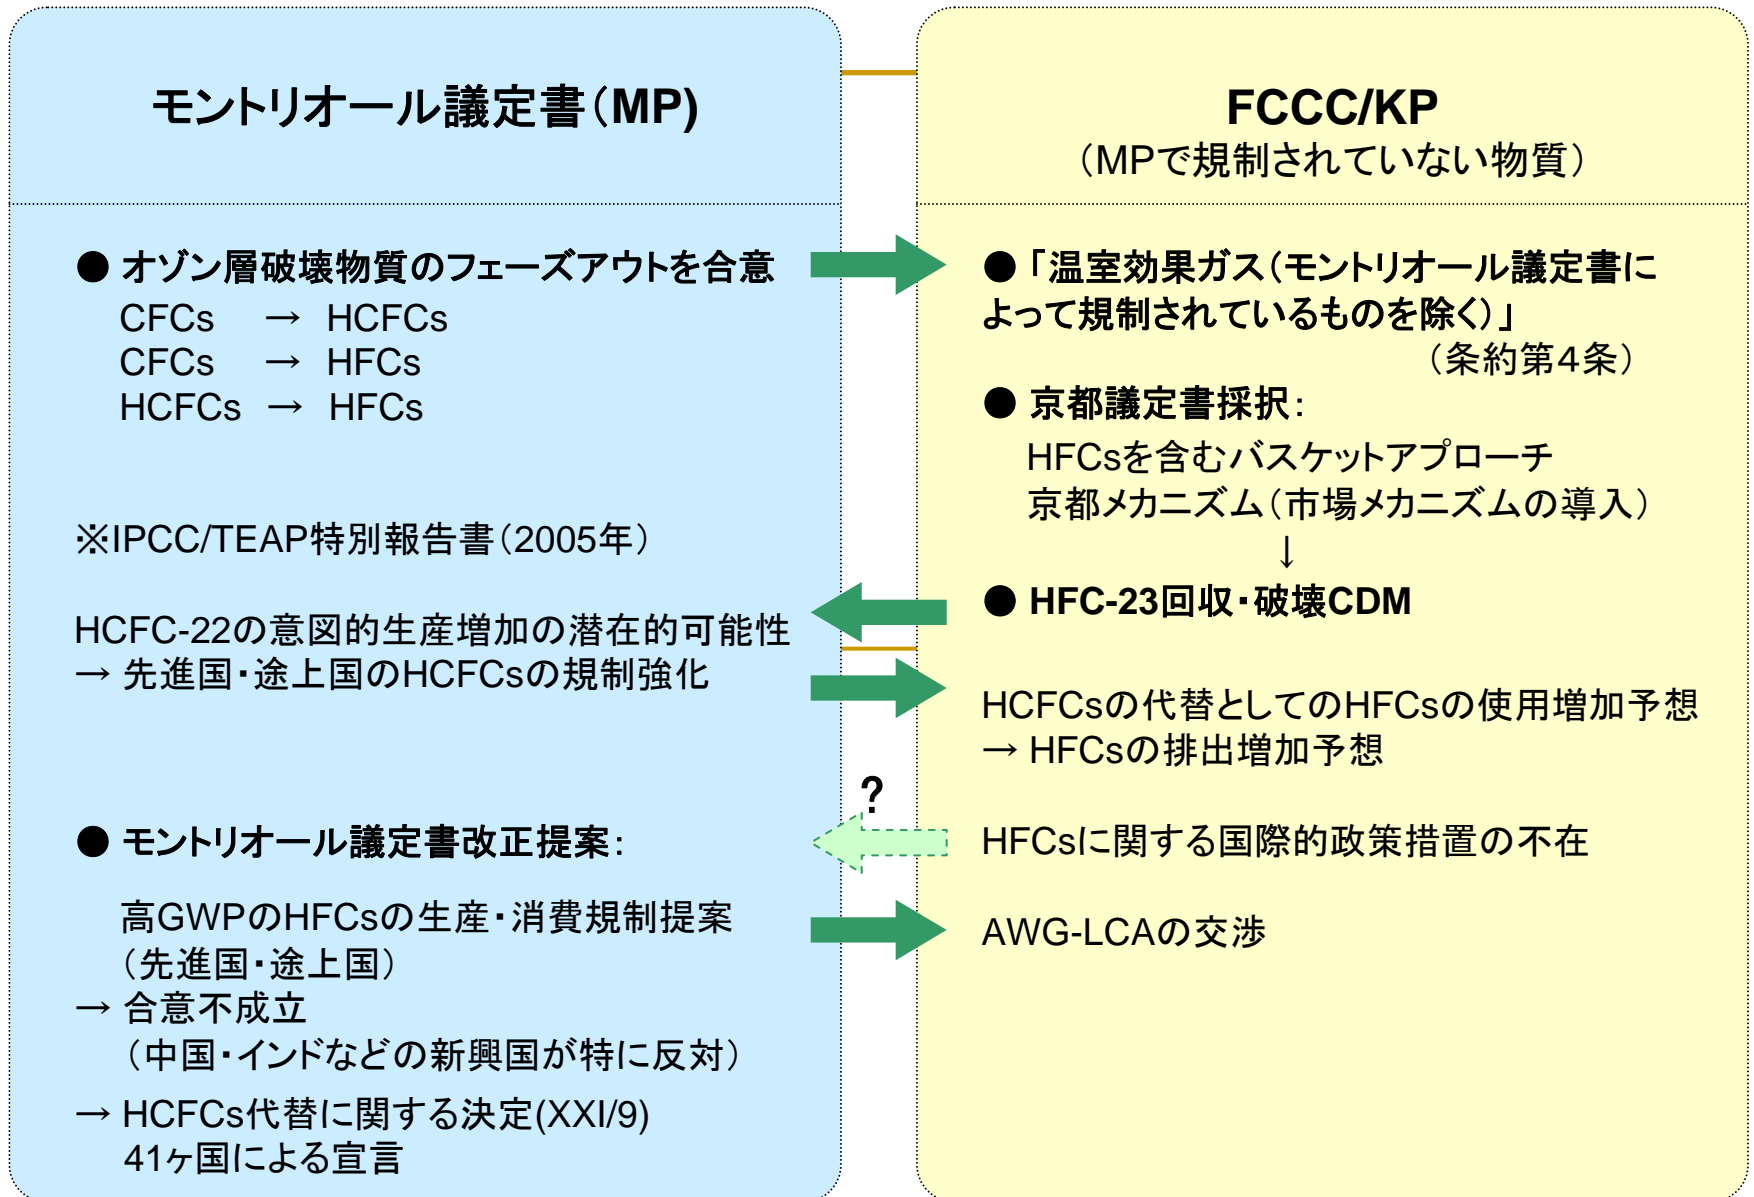 モントリオール議定書(MP)
● オゾン層破壊物質のフェーズアウトを合意
CFCs → HCFCs
CFCs → HFCs
HCFCs → HFCs
※IPCC/TEAP特別報告書(2005年)
HCFC-22の意図的生産増加の潜在的可能性
→ 先進国・途上国のHCFCsの規制強化
● モントリオール議定書改正提案:
高GWPのHFCsの生産・消費規制提案
(先進国・途上国)
→ 合意不成立
(中国・インドなどの新興国が特に反対)
→ HCFCs代替に関する決定(XXI/9)
41ヶ国による宣言
?
FCCC/KP
(MPで規制されていない物質)
● 「温室効果ガス(モントリオール議定書に
よって規制されているものを除く)」
(条約第4条)
● 京都議定書採択:
HFCsを含むバスケットアプローチ
京都メカニズム(市場メカニズムの導入)
↓
● HFC-23回収・破壊CDM
HCFCsの代替としてのHFCsの使用増加予想
→ HFCsの排出増加予想
HFCsに関する国際的政策措置の不在
AWG-LCAの交渉